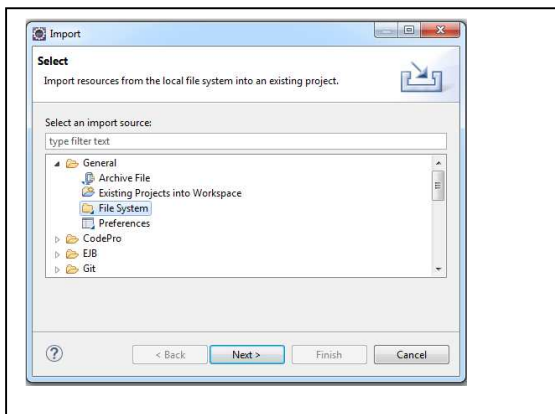 Import
Select
Import resources from the local file system into an existing project.
Select an import source:
type filter text
General
Archive File
Existing Projects into Workspace
File System
Preferences
CodePro
EJB
Git
? < Back Next > Finish Cancel